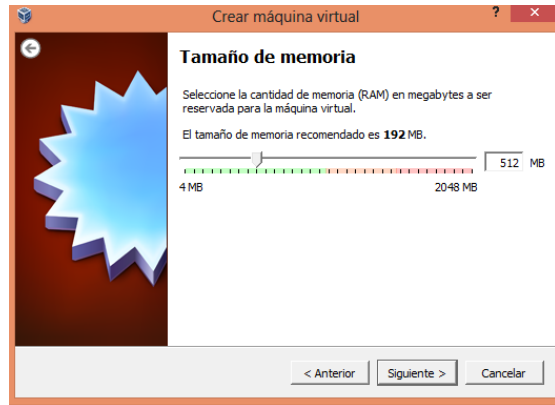 Crear máquina virtual
?
Tamaño de memoria
Seleccione la cantidad de memoria (RAM) en megabytes a ser
reservada para la máquina virtual.
El tamaño de memoria recomendado es 192 MB.
512 MB
4 MB 2048 MB
< Anterior Siguiente > Cancelar